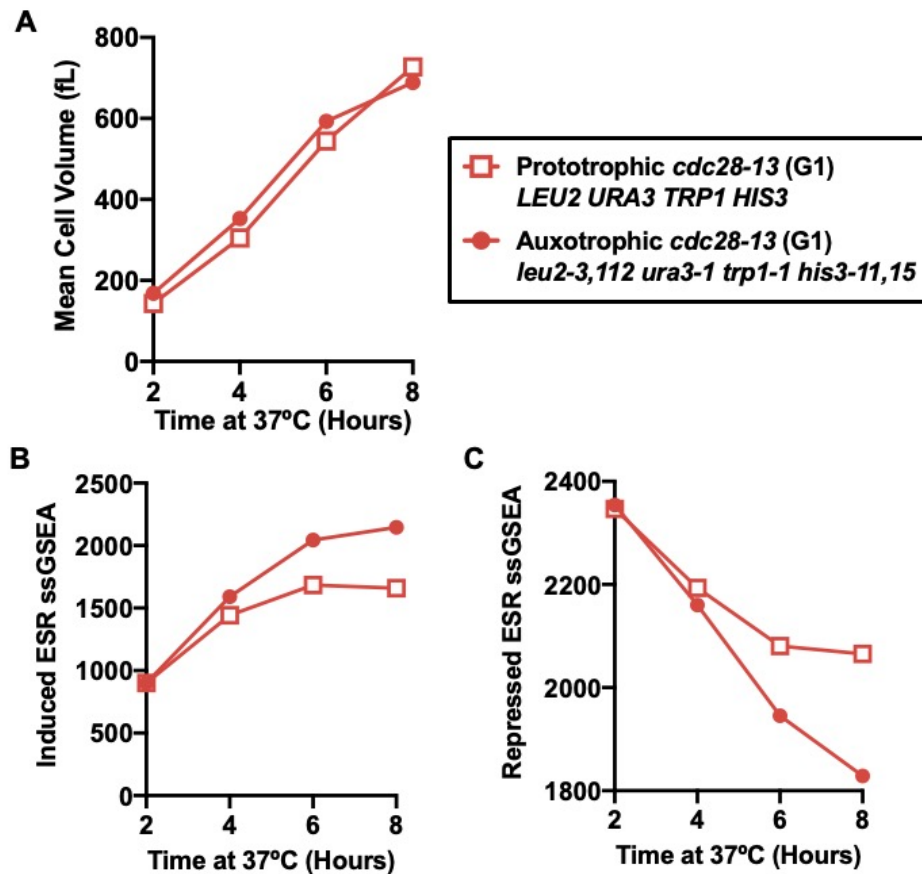 A
Mean Cell Volume (fL)
800
600
400
200
0
2 4 6 8
Time at 37ºC (Hours)
Prototrophic cdc28-13 (G1)
LEU2 URA3 TRP1 HIS3
Auxotrophic cdc28-13 (G1)
leu2-3,112 ura3-1 trp1-1 his3-11,15
B
Induced ESR ssGSEA
2500
2000
1500
1000
500
0
2 4 6 8
Time at 37ºC (Hours)
C
Repressed ESR ssGSEA
2400
2200
2000
1800
2 4 6 8
Time at 37ºC (Hours)